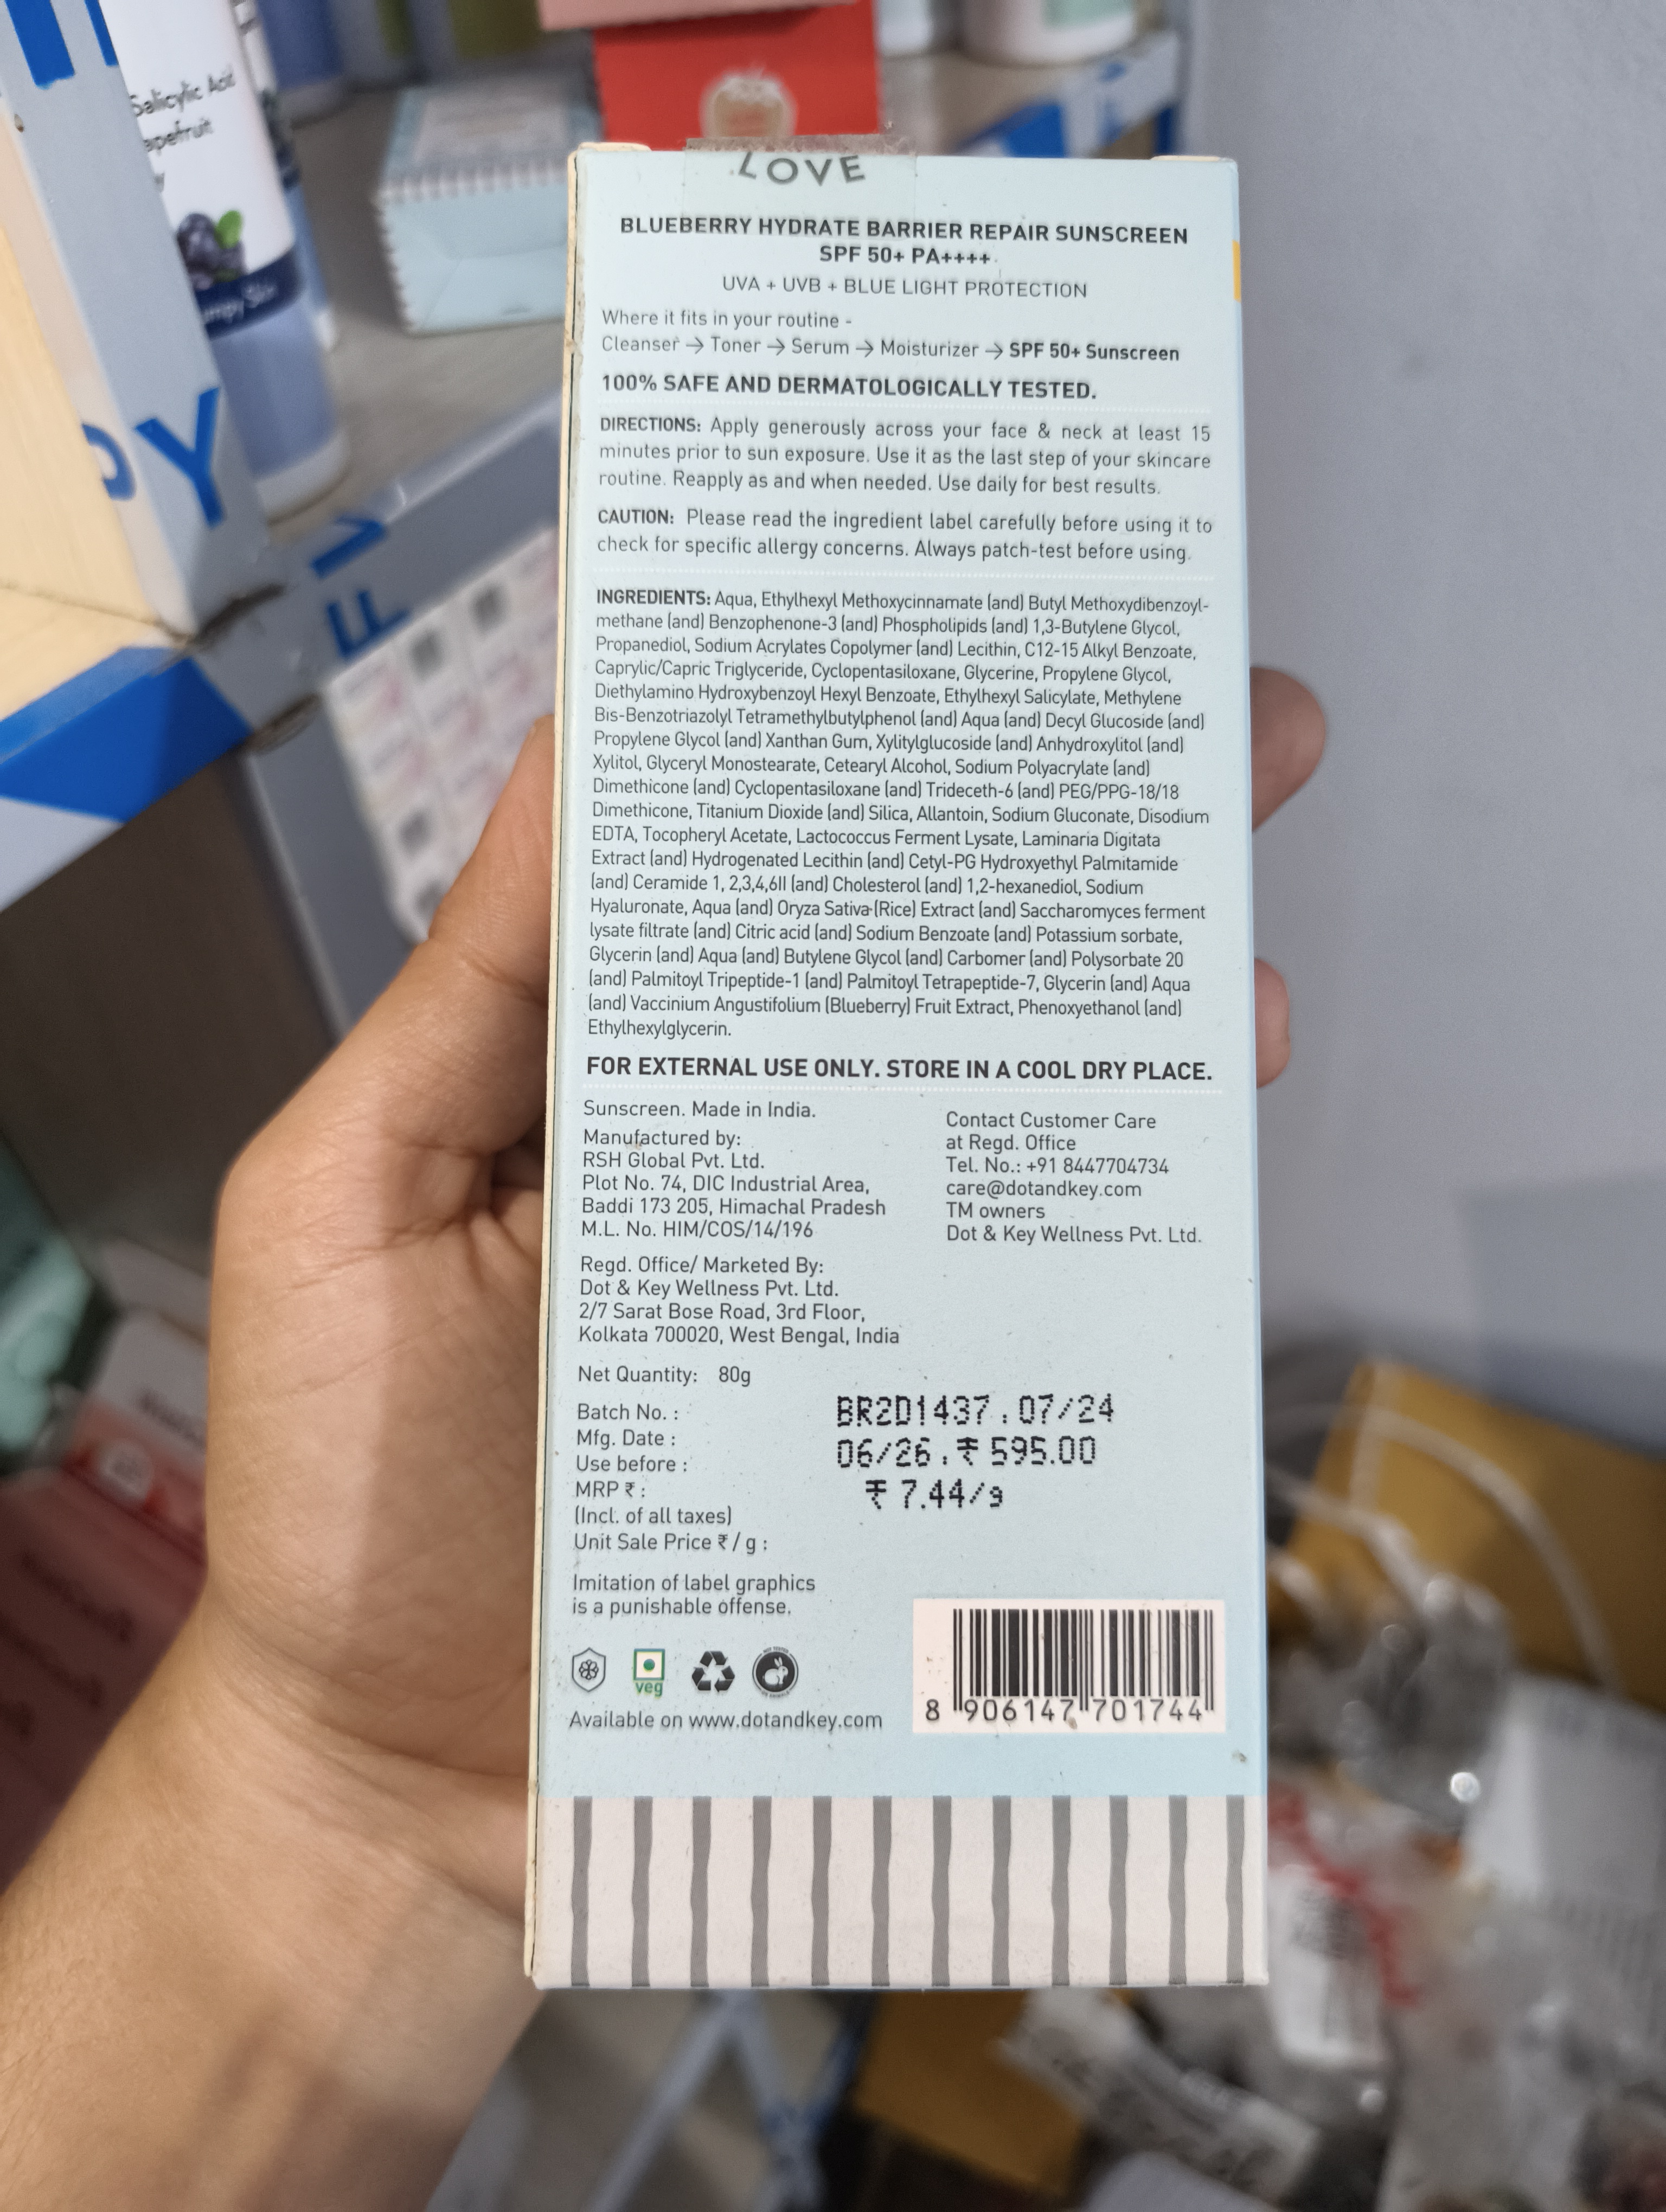 Salicylic Acid
LOVE
BLUEBERRY HYDRATE BARRIER REPAIR SUNSCREEN
SPF 50+ PA++++
UVA + UVB + BLUE LIGHT PROTECTION
Where it fits in your routine -
Cleanser → Toner → Serum → Moisturizer → SPF 50+ Sunscreen
100% SAFE AND DERMATOLOGICALLY TESTED.
DIRECTIONS: Apply generously across your face & neck at least 15
minutes prior to sun exposure. Use it as the last step of your skincare
routine. Reapply as and when needed. Use daily for best results.
CAUTION: Please read the ingredient label carefully before using it to
check for specific allergy concerns. Always patch-test before using.
INGREDIENTS: Aqua, Ethylhexyl Methoxycinnamate (and) Butyl Methoxydibenzoyl-
methane (and) Benzophenone-3 (and) Phospholipids (and) 1,3-Butylene Glycol,
Propanediol, Sodium Acrylates Copolymer (and) Lecithin, C12-15 Alkyl Benzoate,
Caprylic/Capric Triglyceride, Cyclopentasiloxane, Glycerine, Propylene Glycol,
Diethylamino Hydroxybenzoyl Hexyl Benzoate, Ethylhexyl Salicylate, Methylene
Bis-Benzotriazolyl Tetramethylbutylphenol (and) Aqua (and) Decyl Glucoside (and)
Propylene Glycol (and) Xanthan Gum, Xylitylglucoside (and) Anhydroxylitol (and)
Xylitol, Glyceryl Monostearate, Cetearyl Alcohol, Sodium Polyacrylate (and)
Dimethicone (and) Cyclopentasiloxane (and) Trideceth-6 (and) PEG/PPG-18/18
Dimethicone, Titanium Dioxide (and) Silica, Allantoin, Sodium Gluconate, Disodium
EDTA, Tocopheryl Acetate, Lactococcus Ferment Lysate, Laminaria Digitata
Extract (and) Hydrogenated Lecithin (and) Cetyl-PG Hydroxyethyl Palmitamide
(and) Ceramide 1, 2,3,4,6II (and) Cholesterol (and) 1,2-hexanediol, Sodium
Hyaluronate, Aqua (and) Oryza Sativa (Rice) Extract (and) Saccharomyces ferment
lysate filtrate (and) Citric acid (and) Sodium Benzoate (and) Potassium sorbate,
Glycerin (and) Aqua (and) Butylene Glycol (and) Carbomer (and) Polysorbate 20
(and) Palmitoyl Tripeptide-1 (and) Palmitoyl Tetrapeptide-7, Glycerin (and) Aqua
(and) Vaccinium Angustifolium (Blueberry) Fruit Extract, Phenoxyethanol (and)
Ethylhexylglycerin.
FOR EXTERNAL USE ONLY. STORE IN A COOL DRY PLACE.
Sunscreen. Made in India.
Manufactured by:
RSH Global Pvt. Ltd.
Plot No. 74, DIC Industrial Area,
Baddi 173 205, Himachal Pradesh
M.L. No. HIM/COS/14/196
Contact Customer Care
at Regd. Office
Tel. No.: +91 8447704734
care@dotandkey.com
TM owners
Dot & Key Wellness Pvt. Ltd.
Regd. Office/ Marketed By:
Dot & Key Wellness Pvt. Ltd.
2/7 Sarat Bose Road, 3rd Floor,
Kolkata 700020, West Bengal, India
Net Quantity: 80g
Batch No. :
Mfg. Date :
Use before :
MRP ₹ :
(Incl. of all taxes)
Unit Sale Price ₹ / g :
BR2D1437 . 07/24
06/26 . ₹ 595.00
₹ 7.44/g
Imitation of label graphics
is a punishable offense.
veg
Available on www.dotandkey.com
8 906147 701744